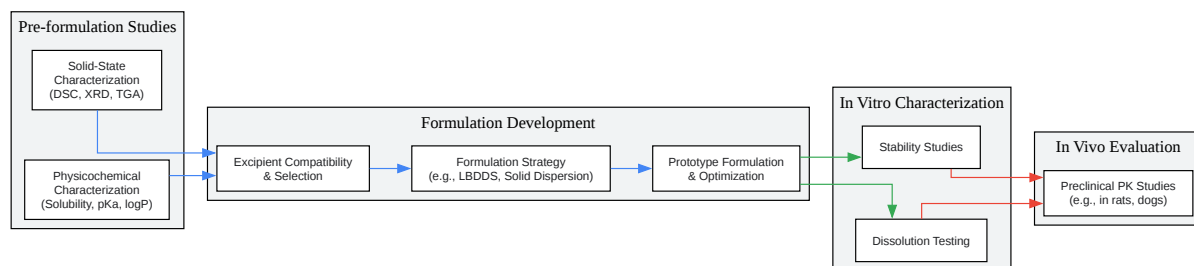 Pre-formulation Studies
Solid-State
Characterization
(DSC, XRD, TGA)
Physicochemical
Characterization
(Solubility, pKa, logP)
Formulation Development
Excipient Compatibility
& Selection
Formulation Strategy
(e.g., LBDDS, Solid Dispersion)
Prototype Formulation
& Optimization
In Vitro Characterization
Stability Studies
Dissolution Testing
In Vivo Evaluation
Preclinical PK Studies
(e.g., in rats, dogs)